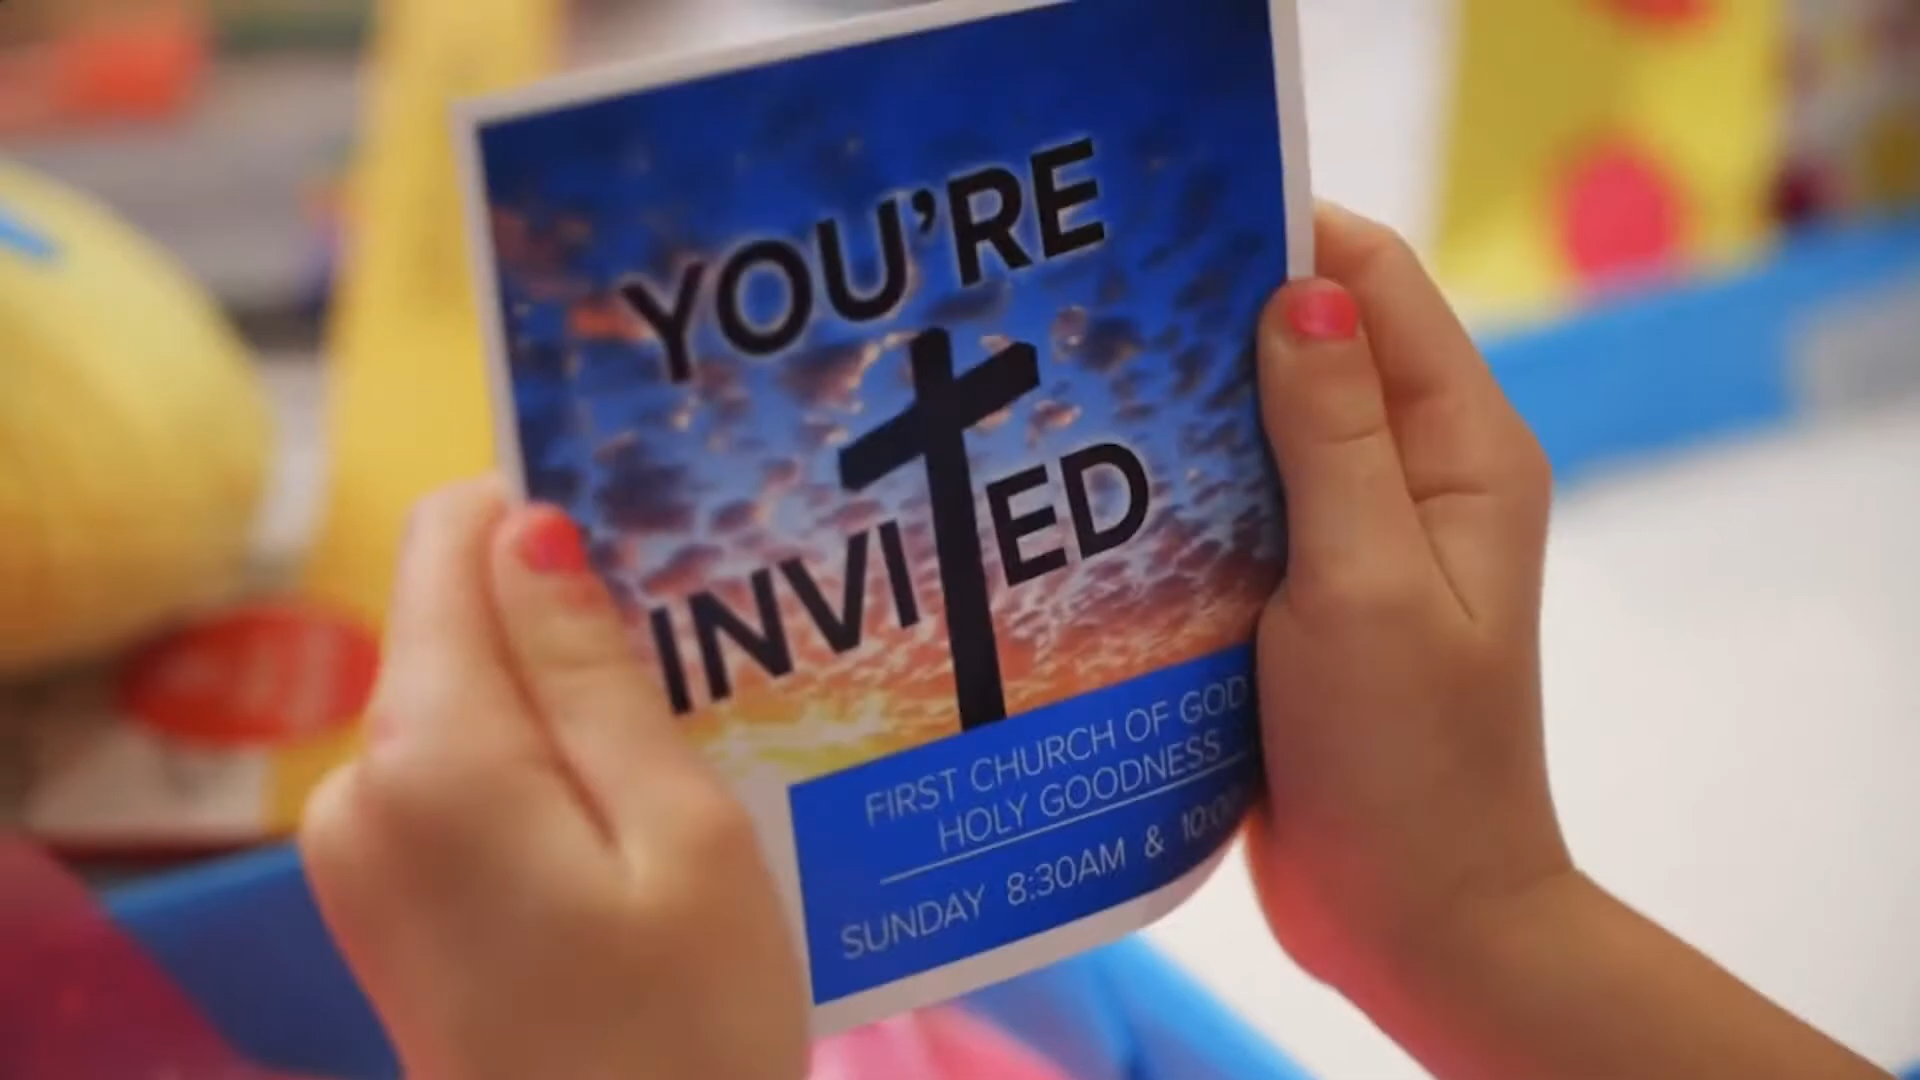 YOU'RE
INVITED
FIRST CHURCH OF GOD
HOLY GOODNESS
SUNDAY 8:30AM &